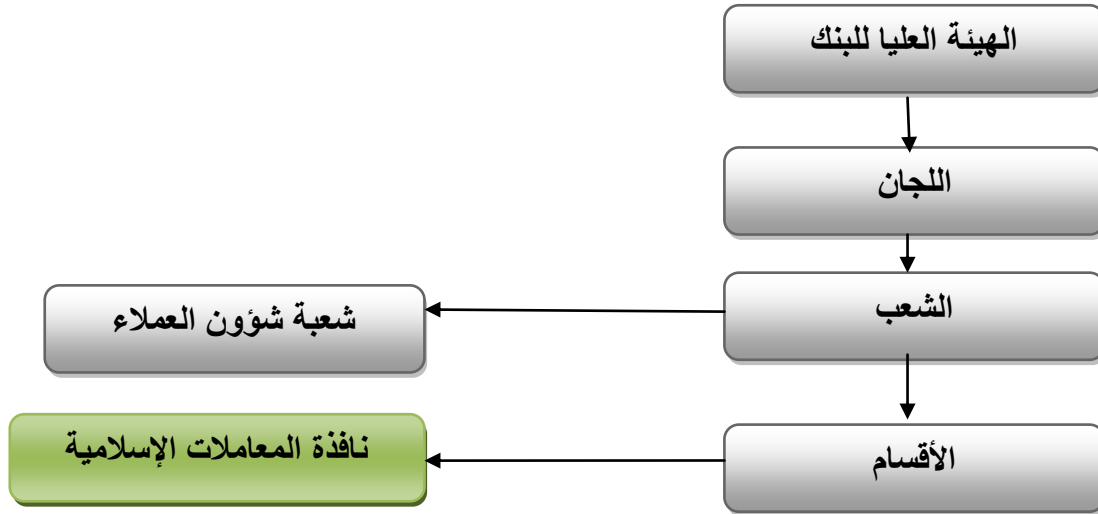 الهيئة العليا للبنك
اللجان
الشعب
شعبة شؤون العملاء
الأقسام
نافذة المعاملات الإسلامية